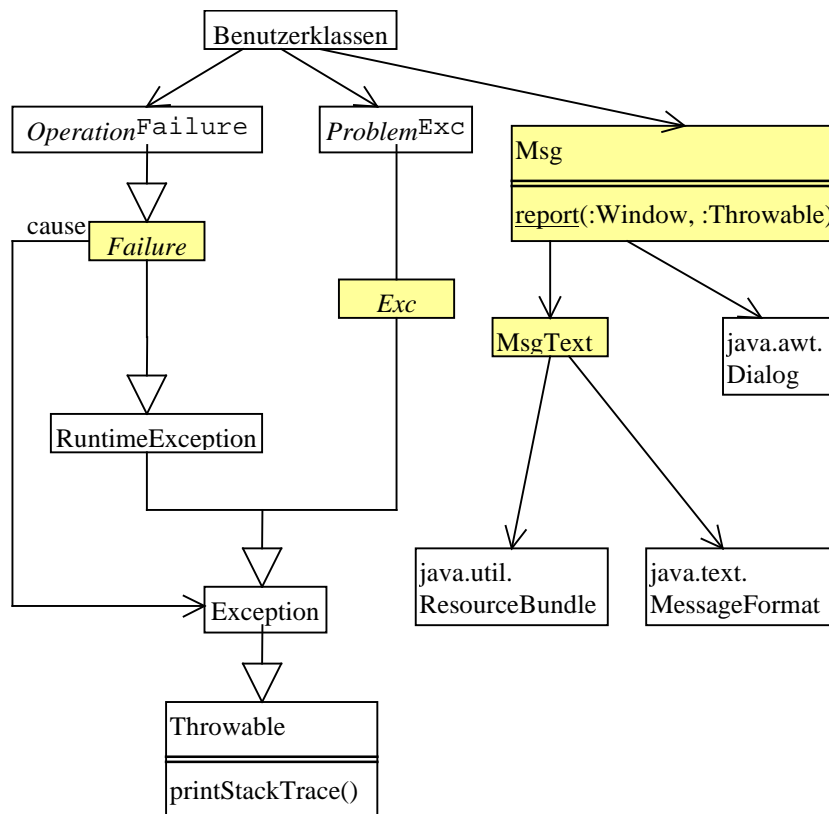 Benutzerklassen
OperationFailure
ProblemExc
Msg
report(:Window, :Throwable)
cause
Failure
Exc
MsgText
java.awt.
Dialog
RuntimeException
java.util.
ResourceBundle
java.text.
MessageFormat
Exception
Throwable
printStackTrace()